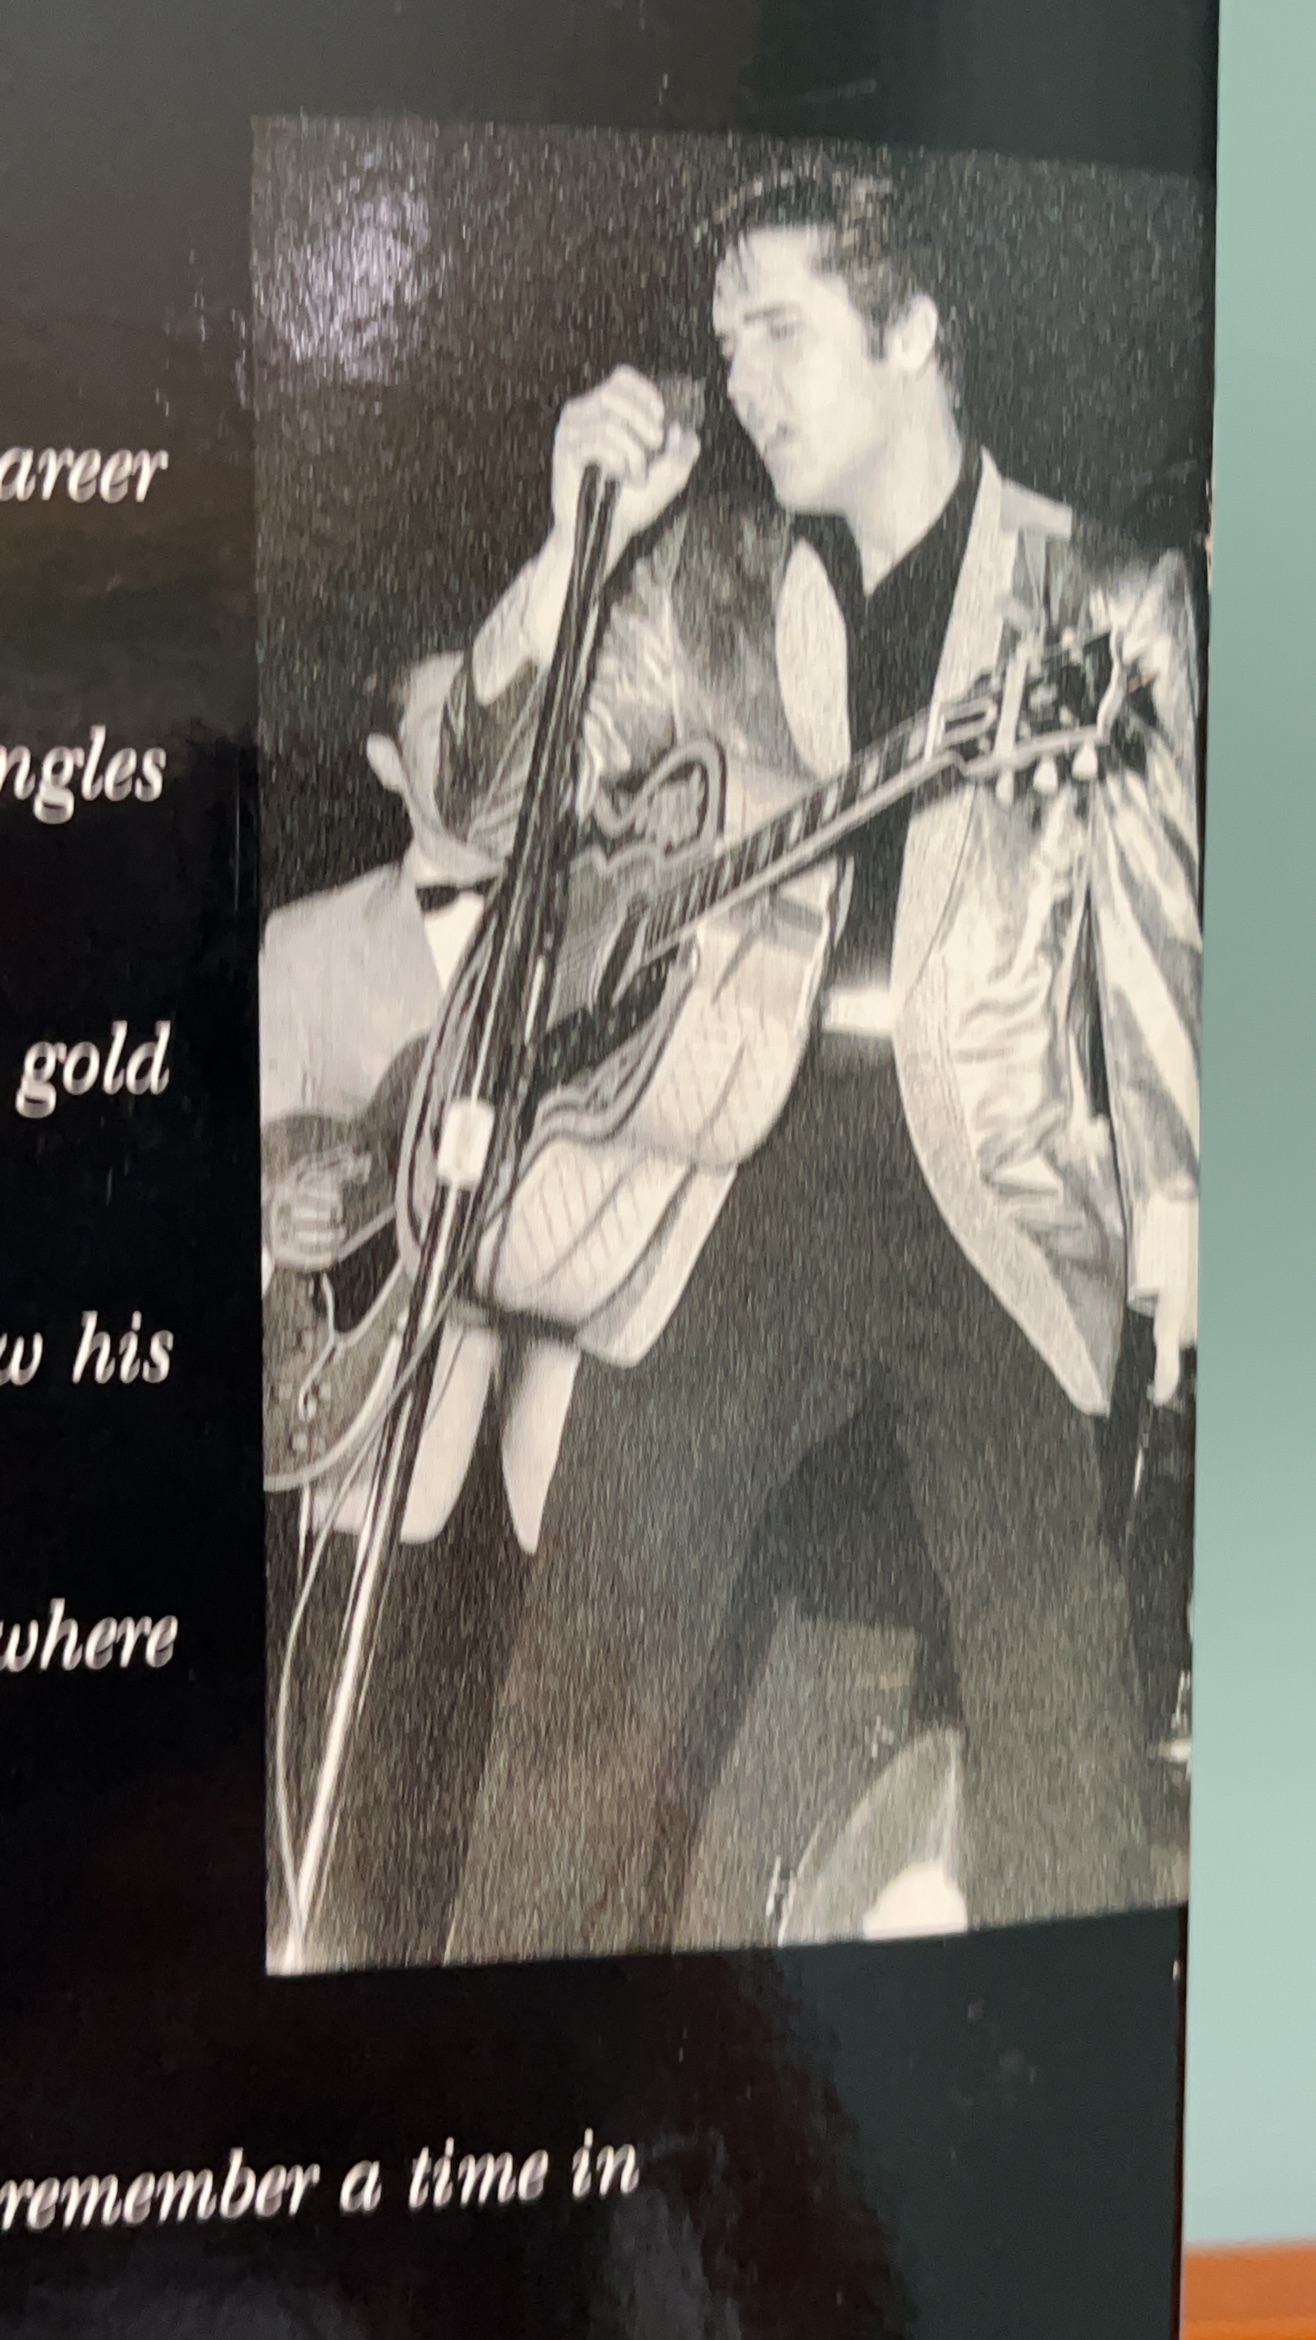 areer
ngles
gold
w his
where
remember a time in